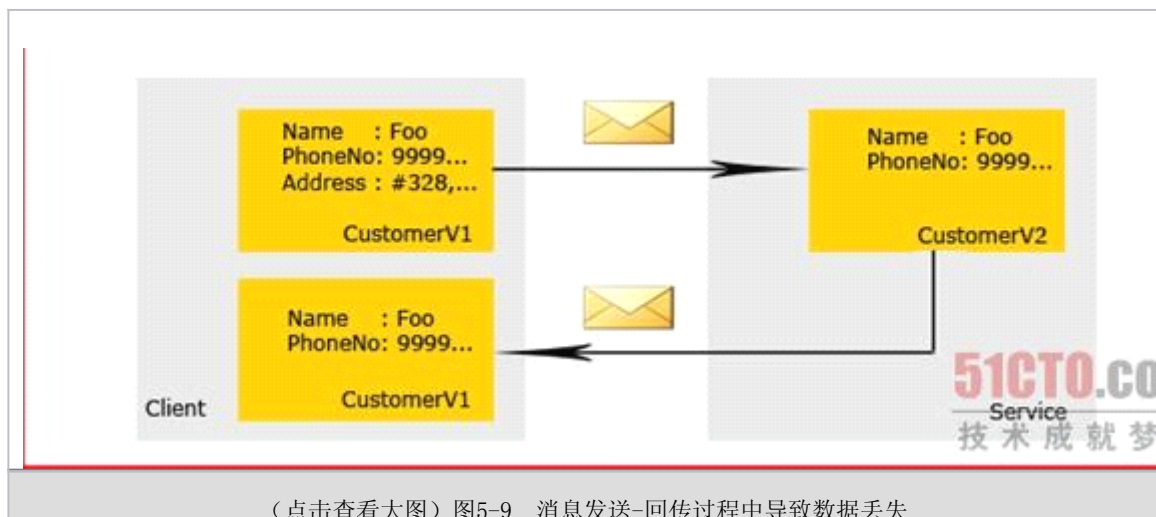 Name : Foo
PhoneNo: 9999...
Address : #328,...
CustomerV1
Name : Foo
PhoneNo: 9999...
CustomerV2
Name : Foo
PhoneNo: 9999...
CustomerV1
Client
51CTO.co
Service
技术成就梦
(点击查看大图)图5-9 消息发送-回传过程中导致数据丢失